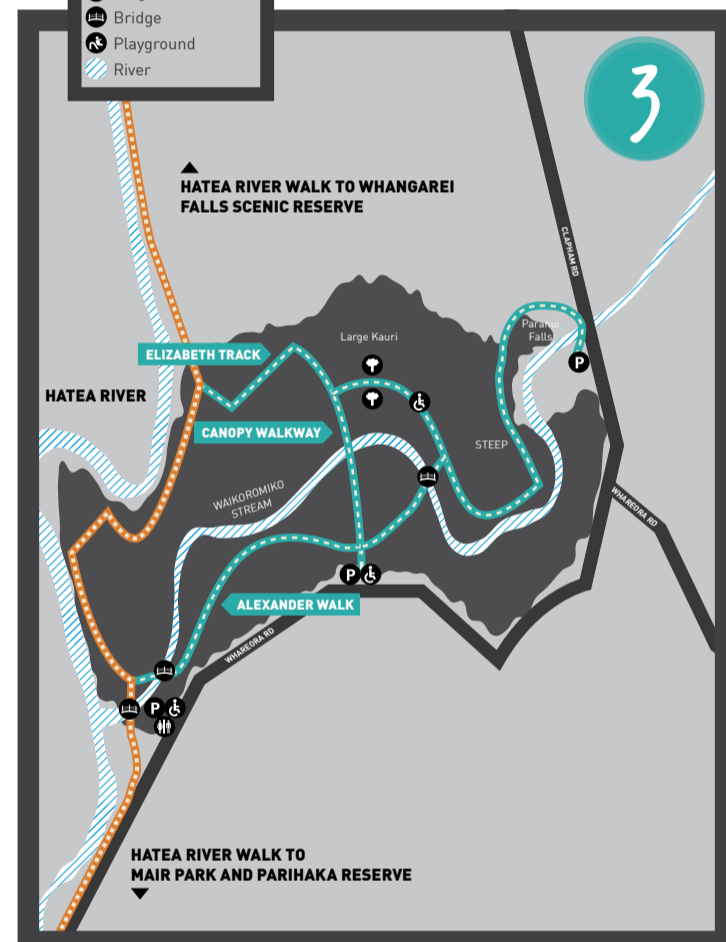 Bridge
Playground
River
3
HATEA RIVER WALK TO WHANGAREI
FALLS SCENIC RESERVE
CLAPHAM RD
Paranui
Falls
P
Large Kauri
ELIZABETH TRACK
HATEA RIVER
CANOPY WALKWAY
STEEP
WAIKOROMIKO
STREAM
WHAREORA RD
P
ALEXANDER WALK
WHAREORA RD
P
HATEA RIVER WALK TO
MAIR PARK AND PARIHAKA RESERVE